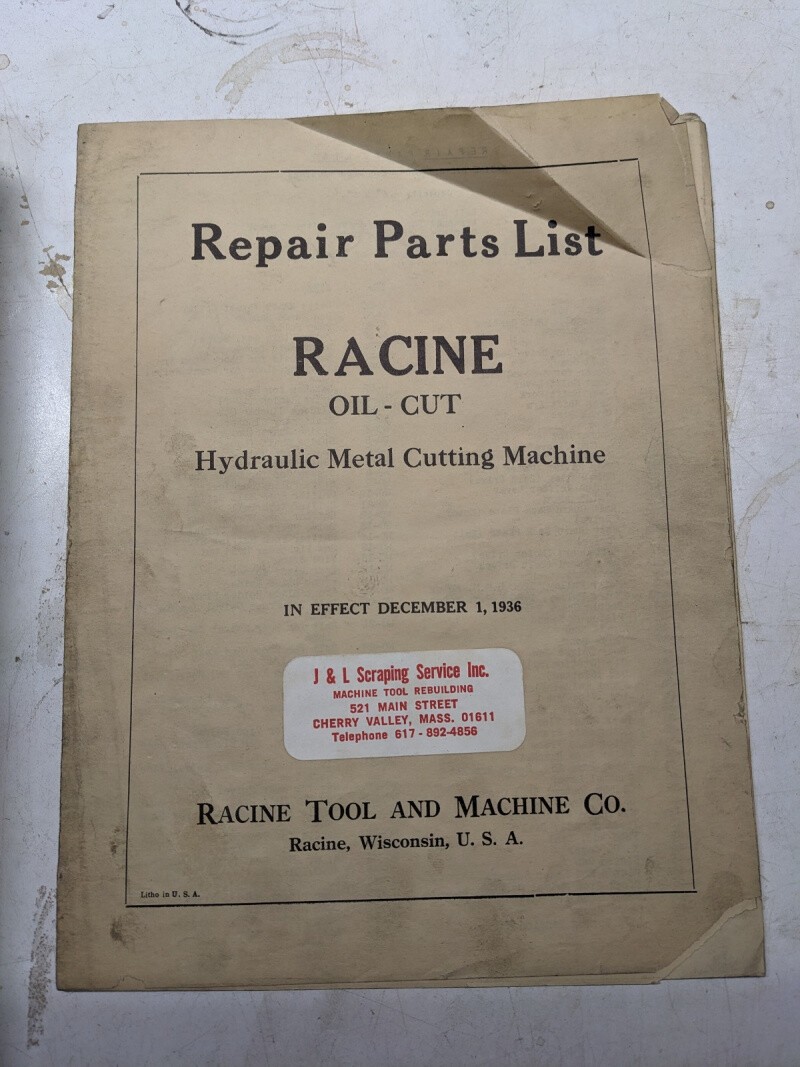 Repair Parts List
RACINE
OIL - CUT
Hydraulic Metal Cutting Machine
IN EFFECT DECEMBER 1, 1936
J & L Scraping Service Inc.
MACHINE TOOL REBUILDING
521 MAIN STREET
CHERRY VALLEY, MASS. 01611
Telephone 617 - 892-4856
RACINE TOOL AND MACHINE CO.
Racine, Wisconsin, U. S. A.
Litho in U. S. A.